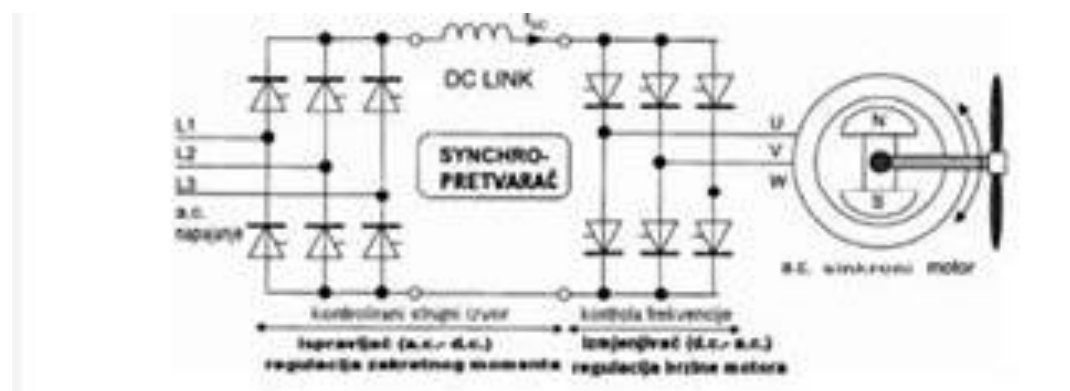 DC LINK
L1
L2
L3
a.c.
napajanje
SYNCHRO-
PRETVARAČ
U
V
W
N
S
a.c. sinkroni motor
kontrolirani strujni izvor
kontrola frekvencije
ispravljač (a.c.- d.c.)
regulacija zakretnog momenta
izmjenjivač (d.c.- a.c.)
regulacija brzine motora